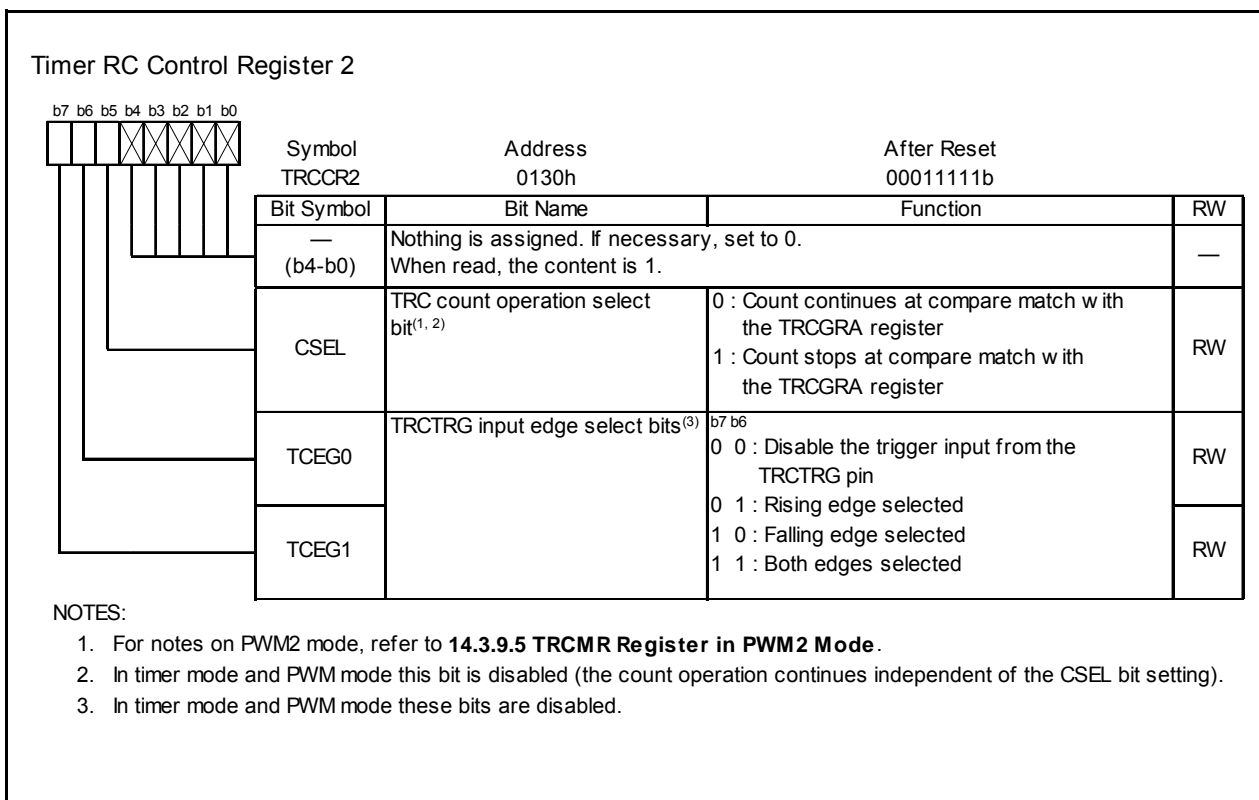 Timer RC Control Register 2
b7 b6 b5 b4 b3 b2 b1 b0
Symbol Address After Reset
TRCCR2 0130h 00011111b
Bit Symbol Bit Name Function RW
— (b4-b0) Nothing is assigned. If necessary, set to 0.
When read, the content is 1. —
CSEL TRC count operation select
bit(1, 2)
0 : Count continues at compare match with
the TRCGRA register
1 : Count stops at compare match with
the TRCGRA register
RW
TCEG0 TRCTRG input edge select bits(3)
b7 b6
0 0 : Disable the trigger input from the
TRCTRG pin
RW
0 1 : Rising edge selected
1 0 : Falling edge selected
TCEG1
1 1 : Both edges selected
RW
NOTES:
1. For notes on PWM2 mode, refer to 14.3.9.5 TRCMR Register in PWM2 Mode.
2. In timer mode and PWM mode this bit is disabled (the count operation continues independent of the CSEL bit setting).
3. In timer mode and PWM mode these bits are disabled.